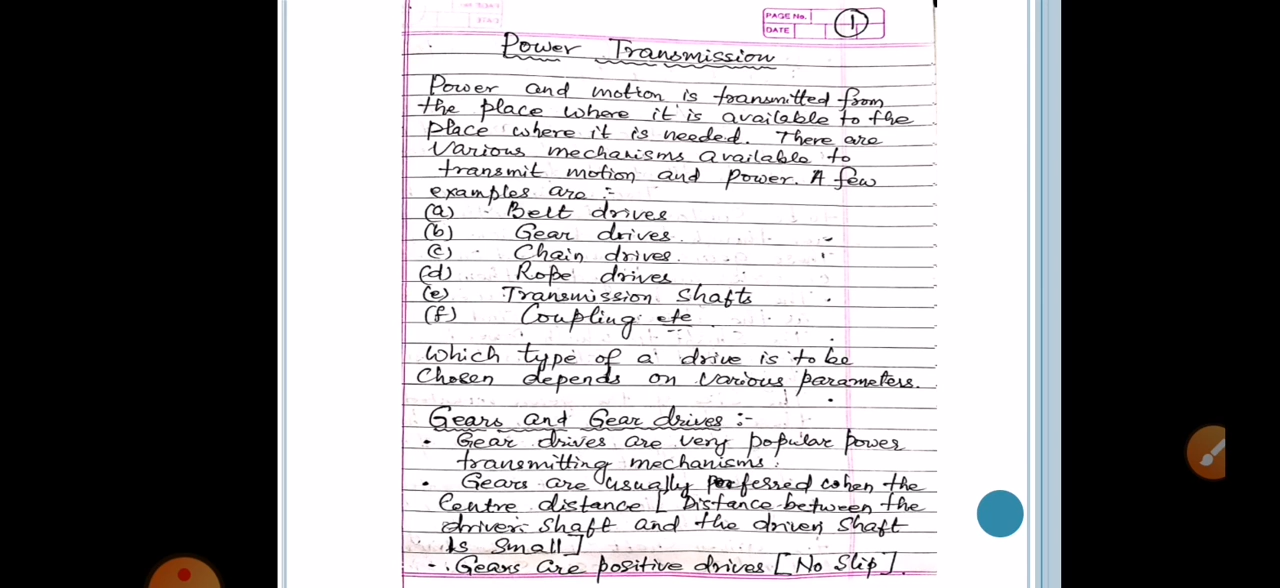 PAGE No. 1
DATE
Power Transmission
Power and motion is transmitted from
the place where it is available to the
place where it is needed. There are
various mechanisms available to
transmit motion and power. A few
examples are :-
(a) Belt drives
(b) Gear drives
(c) Chain drives
(d) Rope drives
(e) Transmission Shafts
(f) Coupling etc
Which type of a drive is to be
chosen depends on various parameters.
Gears and Gear drives :-
• Gear drives are very popular power
transmitting mechanisms.
• Gears are usually preferred when the
Centre distance [ Distance between the
driver shaft and the driven shaft
is small ]
• Gears are positive drives [ No Slip ].